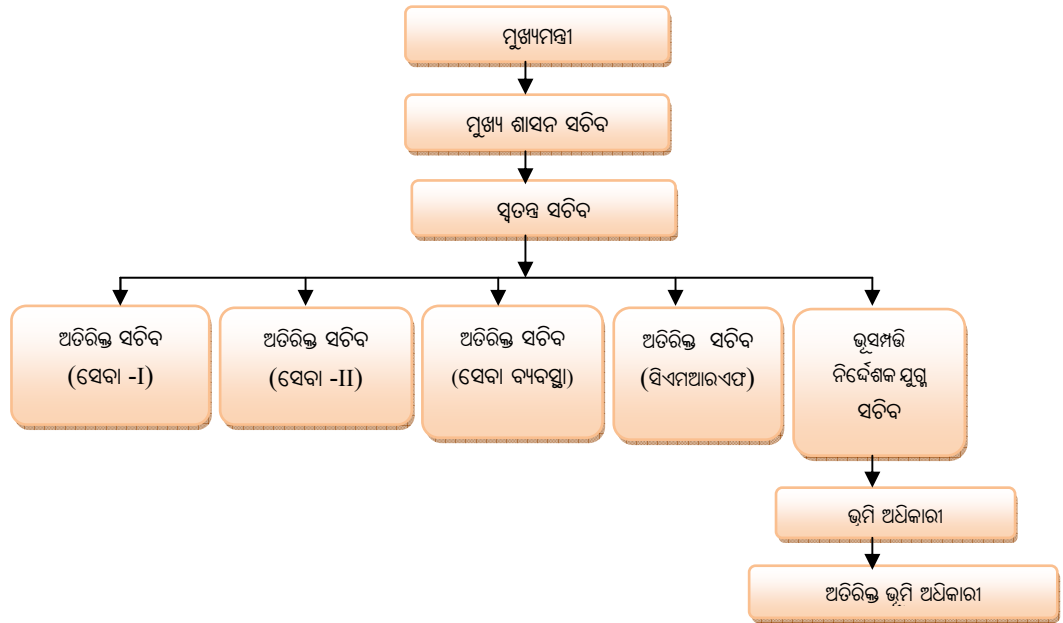 ମୁଖ୍ୟମନ୍ତ୍ରୀ
ମୁଖ୍ୟ ଶାସନ ସଚିବ
ସ୍ୱତନ୍ତ୍ର ସଚିବ
ଅତିରିକ୍ତ ସଚିବ
(ସେବା -I)
ଅତିରିକ୍ତ ସଚିବ
(ସେବା -II)
ଅତିରିକ୍ତ ସଚିବ
(ସେବା ବ୍ୟବସ୍ଥା)
ଅତିରିକ୍ତ ସଚିବ
(ସିଏମଆରଏଫ)
ଭୂସମ୍ପତ୍ତି
ନିର୍ଦ୍ଦେଶକ ଯୁଗ୍ମ
ସଚିବ
ଭୂମି ଅଧିକାରୀ
ଅତିରିକ୍ତ ଭୂମି ଅଧିକାରୀ